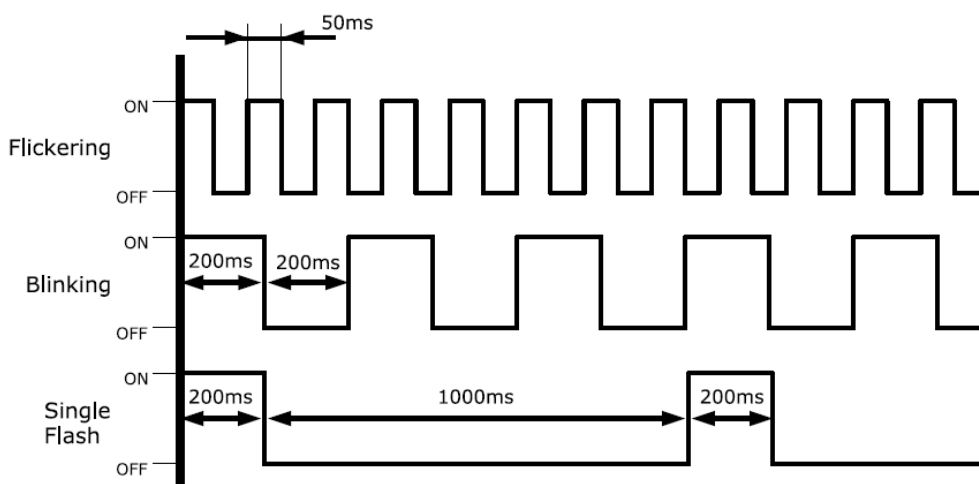 50ms
ON
Flickering
OFF
ON
200ms 200ms
Blinking
OFF
ON
200ms 1000ms 200ms
Single
Flash
OFF